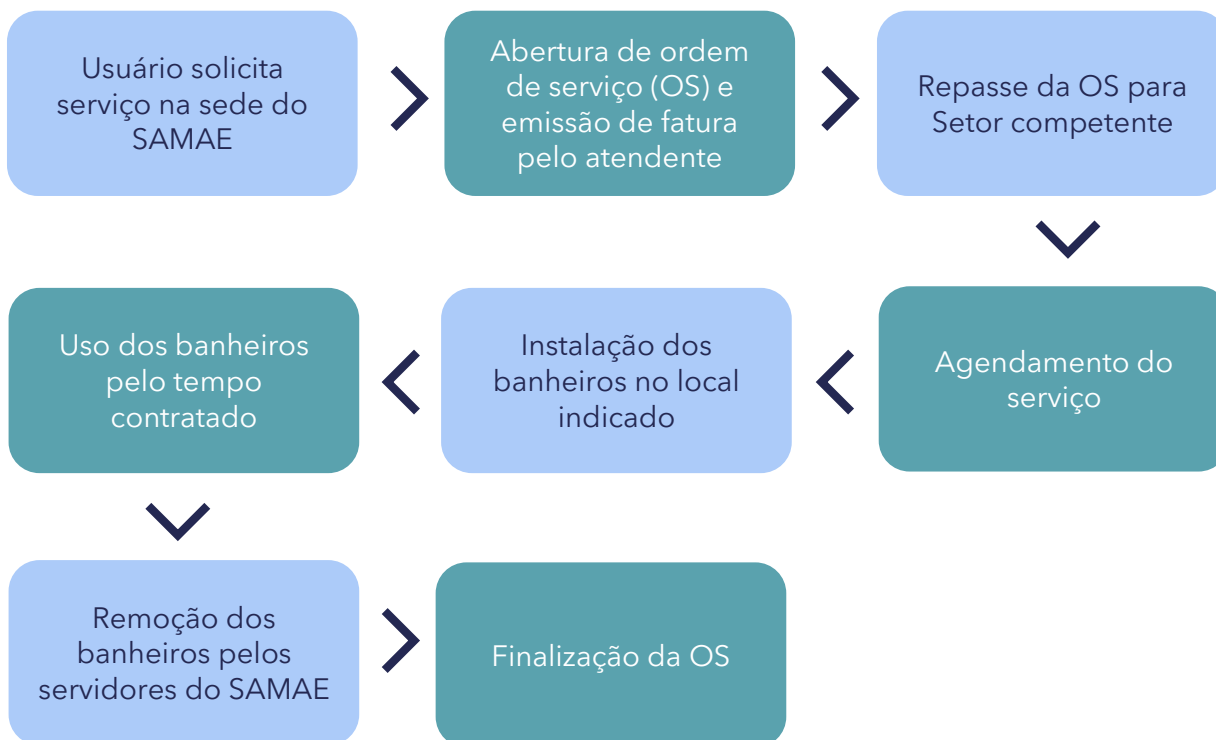 Usuário solicita
serviço na sede do
SAMAE
Abertura de ordem
de serviço (OS) e
emissão de fatura
pelo atendente
Repasse da OS para
Setor competente
Agendamento do
serviço
Instalação dos
banheiros no local
indicado
Uso dos banheiros
pelo tempo
contratado
Remoção dos
banheiros pelos
servidores do SAMAE
Finalização da OS